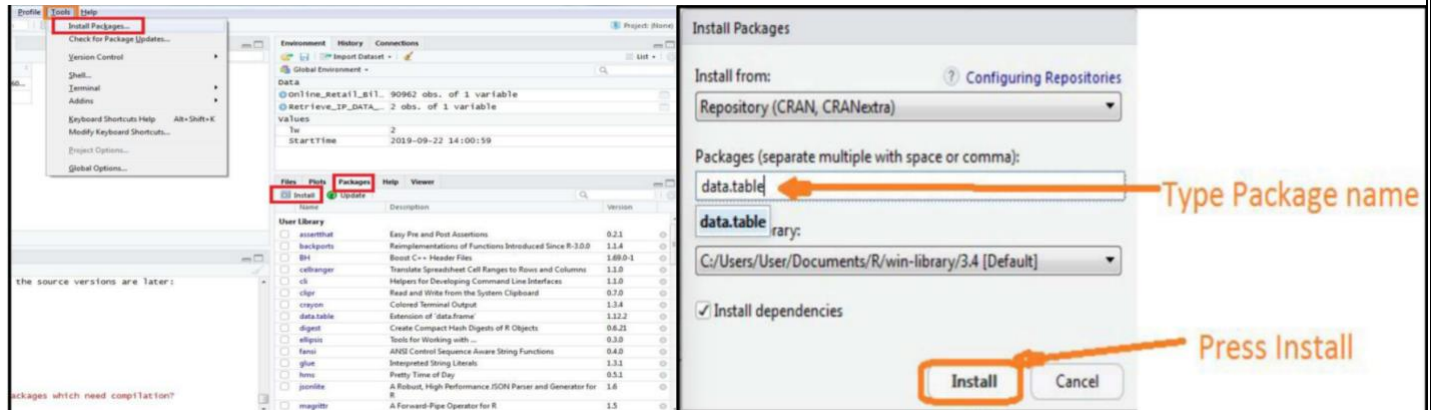 Profile Tools Help
Install Packages...
Check for Package Updates...
Version Control
Shell...
Terminal
Addins
Keyboard Shortcuts Help Alt+Shift+K
Modify Keyboard Shortcuts...
Project Options...
Global Options...
the source versions are later:
ackages which need compilation?
Project: (None)
Environment History Connections
Import Dataset
List
Global Environment
Data
Online_Retail_Bil… 90962 obs. of 1 variable
Retrieve_IP_DATA_… 2 obs. of 1 variable
values
Tw 2
StartTime 2019-09-22 14:00:59
Files Plots Packages Help Viewer
Install Update
Name Description Version
User Library
assertthat Easy Pre and Post Assertions 0.2.1
backports Reimplementations of Functions Introduced Since R-3.0.0 1.1.4
BH Boost C++ Header Files 1.69.0-1
cellranger Translate Spreadsheet Cell Ranges to Rows and Columns 1.1.0
cli Helpers for Developing Command Line Interfaces 1.1.0
clipr Read and Write from the System Clipboard 0.7.0
crayon Colored Terminal Output 1.3.4
data.table Extension of `data.frame` 1.12.2
digest Create Compact Hash Digests of R Objects 0.6.21
ellipsis Tools for Working with ... 0.3.0
fansi ANSI Control Sequence Aware String Functions 0.4.0
glue Interpreted String Literals 1.3.1
hms Pretty Time of Day 0.5.1
jsonlite A Robust, High Performance JSON Parser and Generator for R 1.6
magrittr A Forward-Pipe Operator for R 1.5
Install Packages
Install from:
? Configuring Repositories
Repository (CRAN, CRANextra)
Packages (separate multiple with space or comma):
data.table
Type Package name
data.table rary:
C:/Users/User/Documents/R/win-library/3.4 [Default]
Install dependencies
Press Install
Install Cancel